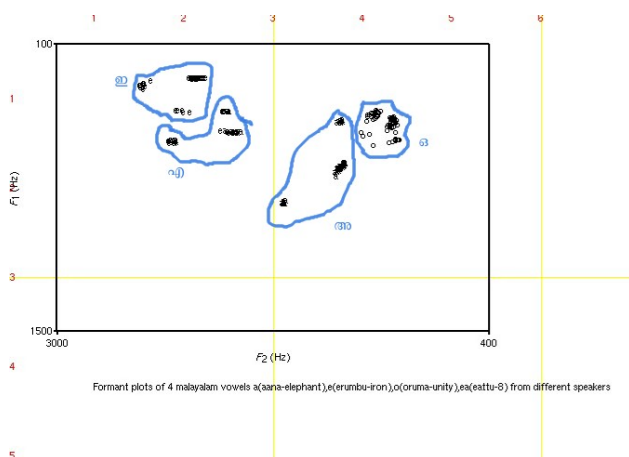 1 2 3 4 5 6
100
ഇ
1
എ
ഒ
അ
F1 (Hz)
3
1500
3000 400
F2 (Hz)
4
Formant plots of 4 malayalam vowels a(aana-elephant),e(erumbu-iron),o(oruma-unity),ea(eattu-8) from different speakers
5